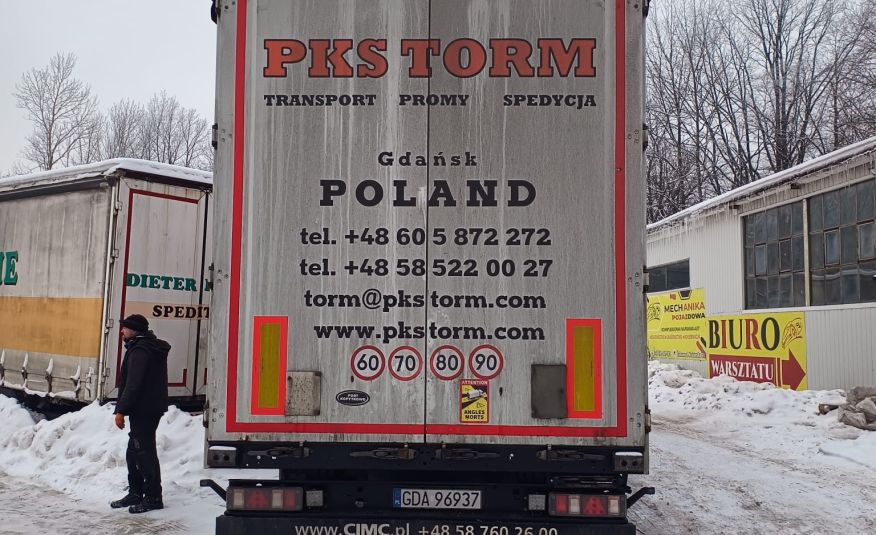 PKS TORM
TRANSPORT PROMY SPEDYCJA
Gdańsk
POLAND
tel. +48 605 872 272
tel. +48 58 522 00 27
torm@pkstorm.com
www.pkstorm.com
60 70 80 90
ATTENTION
ANGLES
MORTS
PL GDA 96937
www.CIMC.pl +48 58 760 26 00
DIETER
SPEDIT
NE
MECHANIKA
POJAZDOWA
BIURO
WARSZTATU